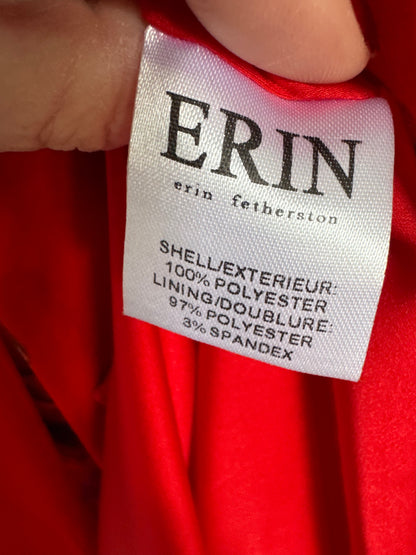 ERIN
erin fetherston
SHELL/EXTERIEUR:
100% POLYESTER
LINING/DOUBLURE:
97% POLYESTER
3% SPANDEX